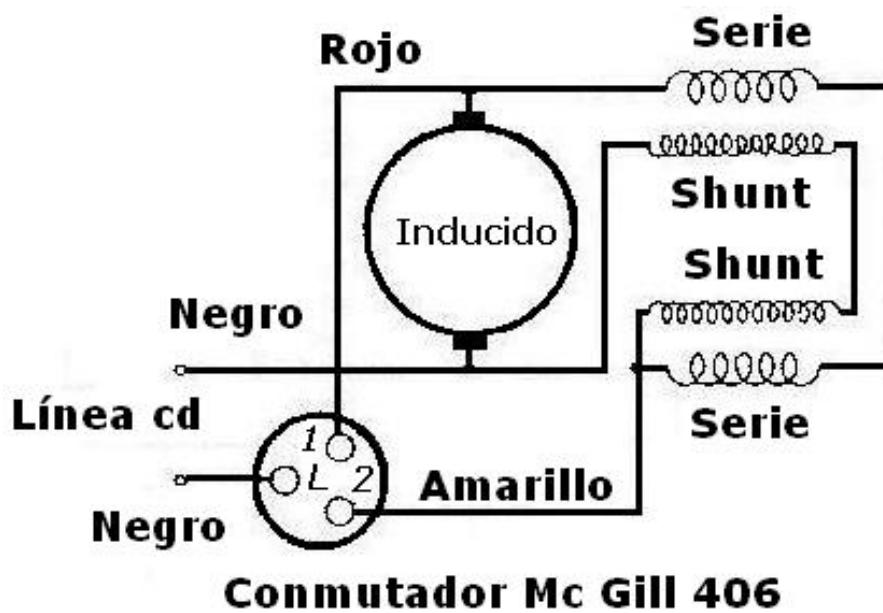 Serie
Rojo
Shunt
Inducido
Shunt
Negro
Línea cd
1
L 2
Serie
Amarillo
Negro
Conmutador Mc Gill 406